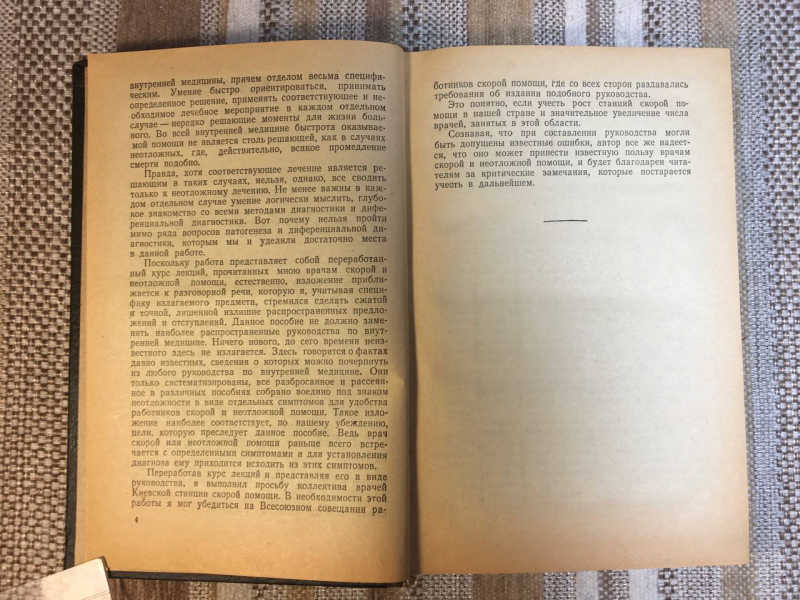 внутренней медицины, причем отделом весьма специфи-
ческим. Умение быстро ориентироваться, принимать
определенное решение, применять соответствующее и не-
обходимое лечебное мероприятие в каждом отдельном
случае — нередко решающие моменты для жизни боль-
ного. Во всей внутренней медицине быстрота оказывае-
мой помощи не является столь решающей, как в случаях
неотложных, где, действительно, всякое промедление
смерти подобно.
Правда, хотя соответствующее лечение является ре-
шающим в таких случаях, нельзя, однако, все сводить
только к неотложному лечению. Не менее важны в каж-
дом отдельном случае умение логически мыслить, глубо-
кое знакомство со всеми методами диагностики и дифе-
ренциальной диагностики. Вот почему нельзя пройти
мимо ряда вопросов патогенеза и диференциальной ди-
агностики, которым мы и уделили достаточно места
в данной работе.
Поскольку работа представляет собой переработан-
ный курс лекций, прочитанных мною врачам скорой и
неотложной помощи, естественно, изложение прибли-
жается к разговорной речи, которую я, учитывая специ-
фику излагаемого предмета, стремился сделать сжатой
и точной, лишенной излишне распространенных предло-
жений и отступлений. Данное пособие не должно заме-
нить наиболее распространенные руководства по внут-
ренней медицине. Ничего нового, до сего времени неиз-
вестного здесь не излагается. Здесь говорится о фактах
давно известных, сведения о которых можно почерпнуть
из любого руководства по внутренней медицине. Они
только систематизированы, все разбросанное и рассеян-
ное в различных пособиях собрано воедино под знаком
неотложности в виде отдельных симптомов для удобства
работников скорой и неотложной помощи. Такое изло-
жение наиболее соответствует, по нашему убеждению,
цели, которую преследует данное пособие. Ведь врач
скорой или неотложной помощи раньше всего встре-
чается с определенными симптомами и для установления
диагноза ему приходится исходить из этих симптомов.
Переработав курс лекций и представляя его в виде
руководства, я выполнил просьбу коллектива врачей
Киевской станции скорой помощи. В необходимости этой
работы я мог убедиться на Всесоюзном совещании ра-
4
ботников скорой помощи, где со всех сторон раздавались
требования об издании подобного руководства.
Это понятно, если учесть рост станций скорой по-
мощи в нашей стране и значительное увеличение числа
врачей, занятых в этой области.
Сознавая, что при составлении руководства могли
быть допущены известные ошибки, автор все же надеет-
ся, что оно может принести известную пользу врачам
скорой и неотложной помощи, и будет благодарен чита-
телям за критические замечания, которые постарается
учесть в дальнейшем.